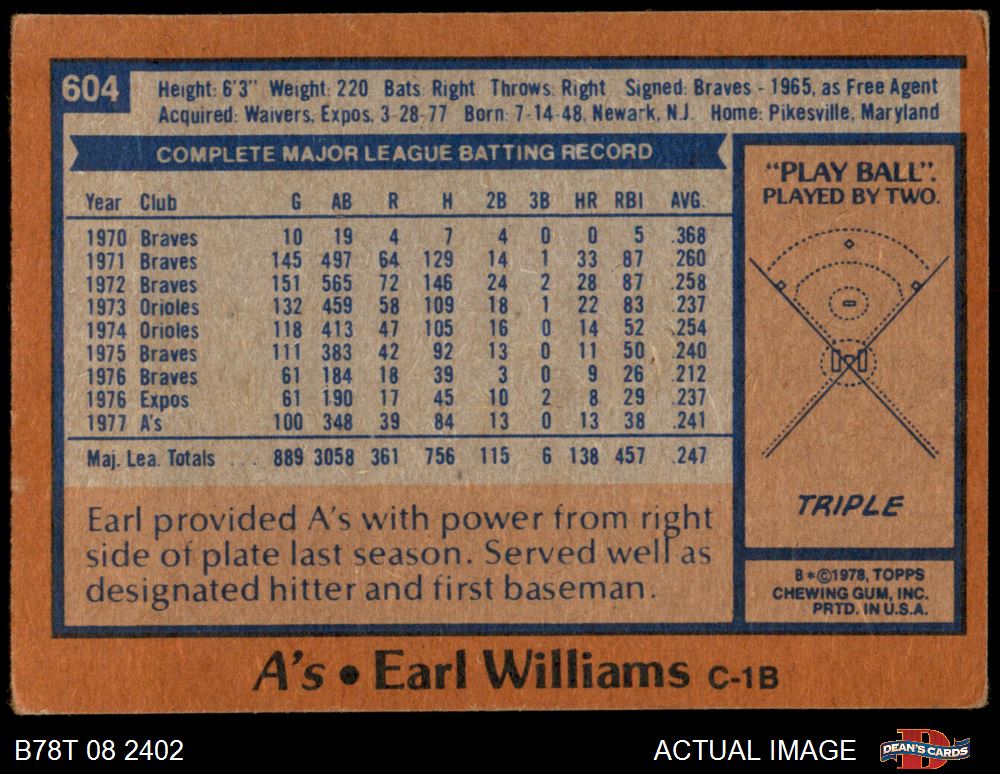 604
Height: 6'3" Weight: 220 Bats: Right Throws: Right Signed: Braves - 1965, as Free Agent
Acquired: Waivers, Expos, 3-28-77 Born: 7-14-48, Newark, N.J. Home: Pikesville, Maryland
COMPLETE MAJOR LEAGUE BATTING RECORD
Year Club G AB R H 2B 3B HR RBI AVG.
1970 Braves 10 19 4 7 4 0 0 5 .368
1971 Braves 145 497 64 129 14 1 33 87 .260
1972 Braves 151 565 72 146 24 2 28 87 .258
1973 Orioles 132 459 58 109 18 1 22 83 .237
1974 Orioles 118 413 47 105 16 0 14 52 .254
1975 Braves 111 383 42 92 13 0 11 50 .240
1976 Braves 61 184 18 39 3 0 9 26 .212
1976 Expos 61 190 17 45 10 2 8 29 .237
1977 A's 100 348 39 84 13 0 13 38 .241
Maj. Lea. Totals ... 889 3058 361 756 115 6 138 457 .247
Earl provided A's with power from right
side of plate last season. Served well as
designated hitter and first baseman.
"PLAY BALL".
PLAYED BY TWO.
TRIPLE
B*©1978, TOPPS
CHEWING GUM, INC.
PRTD. IN U.S.A.
A's • Earl Williams C-1B
B78T 08 2402
ACTUAL IMAGE
DEAN'S CARDS